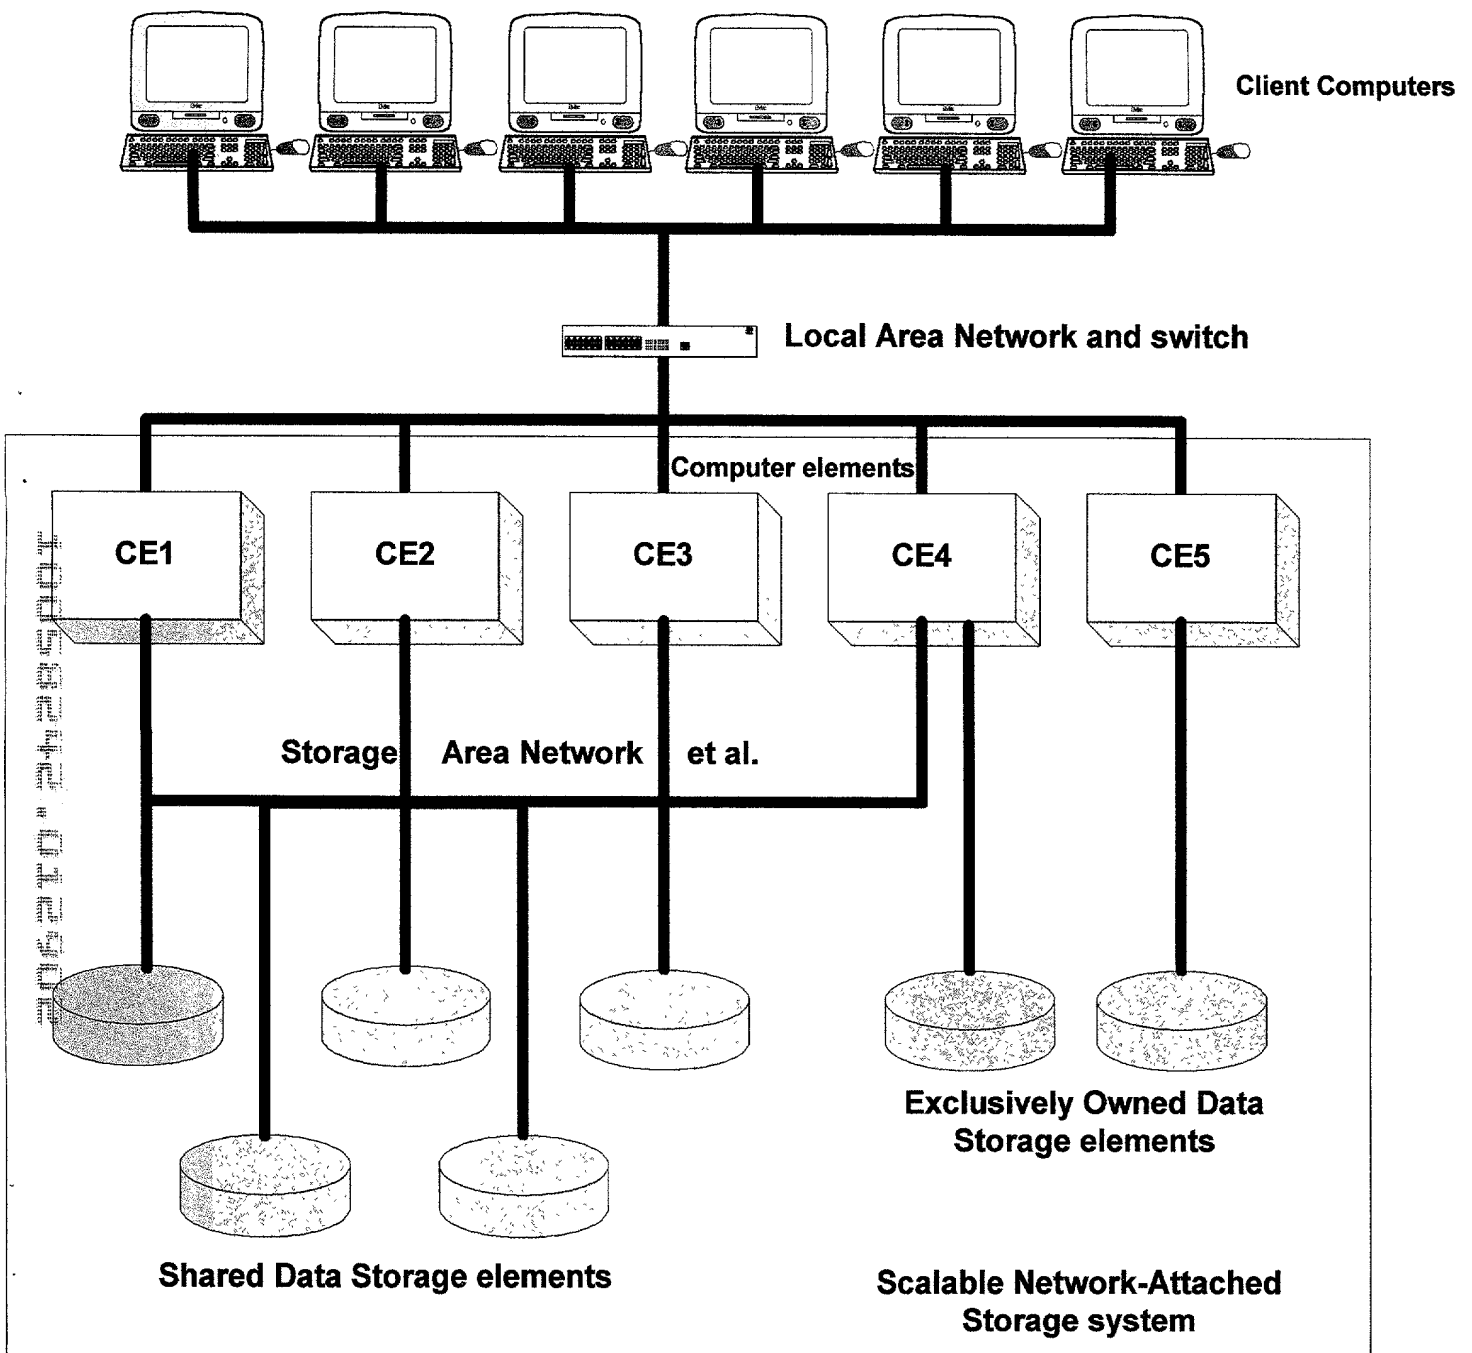 Client Computers
Local Area Network and switch
Computer elements
CE1
CE2
CE3
CE4
CE5
Storage Area Network et al.
Exclusively Owned Data
Storage elements
Shared Data Storage elements
Scalable Network-Attached
Storage system